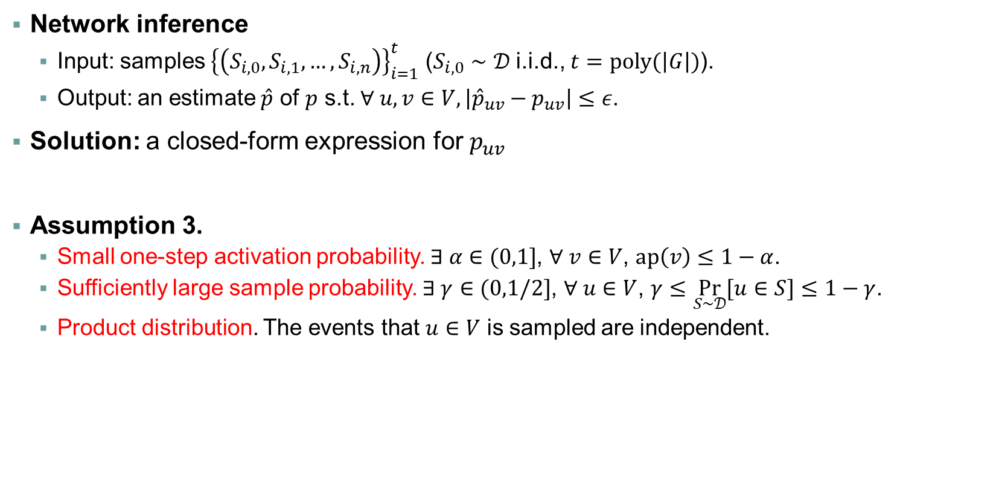 ▪ Network inference
▪ Input: samples {(S_{i,0}, S_{i,1}, … , S_{i,n})}_{i=1}^{t} (S_{i,0} ~ 𝒟 i.i.d., t = poly(|G|)).
▪ Output: an estimate p̂ of p s.t. ∀ u, v ∈ V, |p̂_{uv} − p_{uv}| ≤ ϵ.
▪ Solution: a closed-form expression for p_{uv}
▪ Assumption 3.
▪ Small one-step activation probability. ∃ α ∈ (0,1], ∀ v ∈ V, ap(v) ≤ 1 − α.
▪ Sufficiently large sample probability. ∃ γ ∈ (0,1/2], ∀ u ∈ V, γ ≤ Pr_{S~𝒟}[u ∈ S] ≤ 1 − γ.
▪ Product distribution. The events that u ∈ V is sampled are independent.